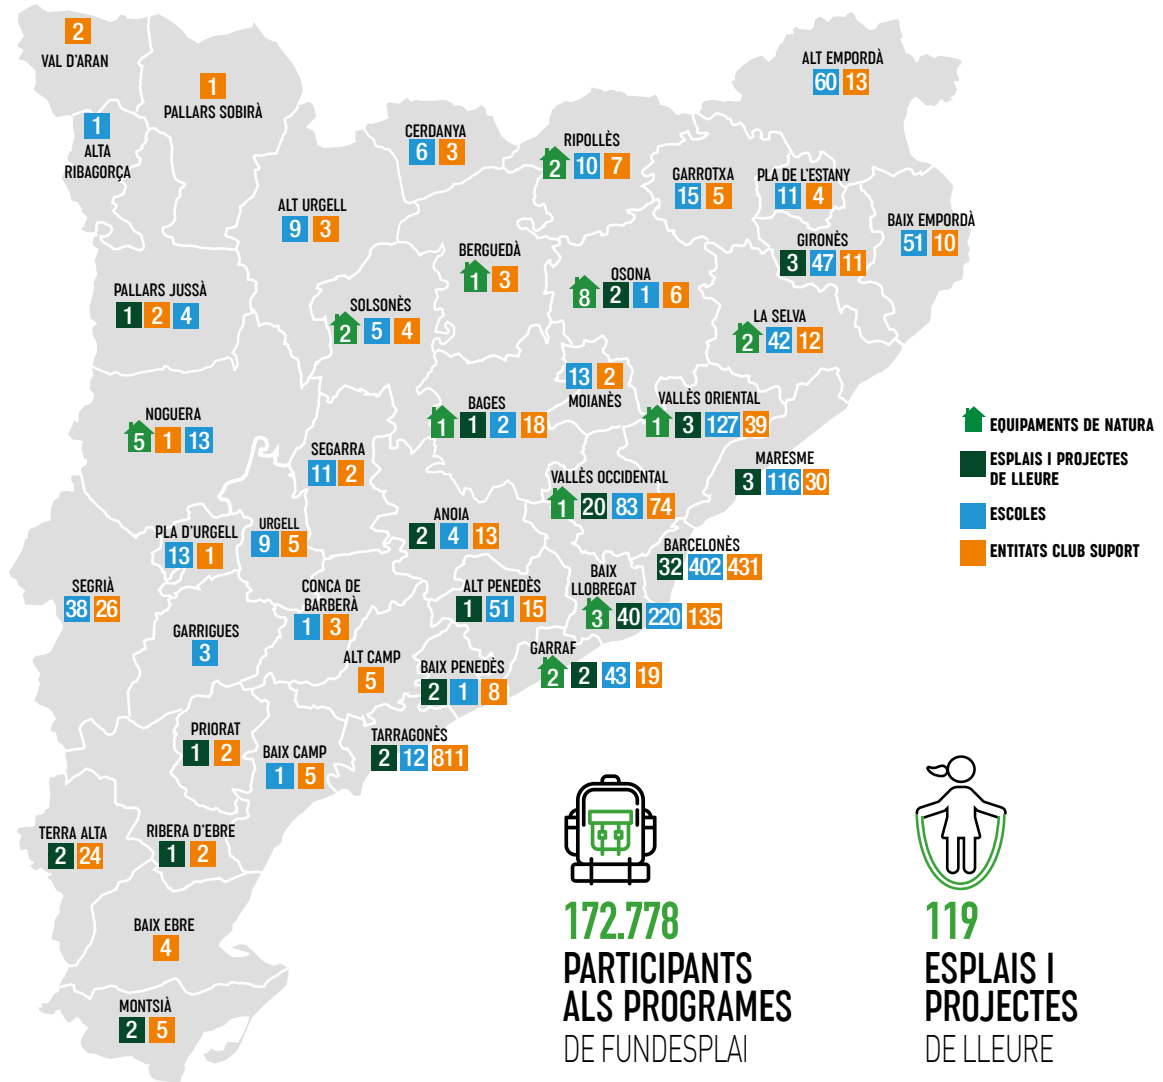 2
VAL D'ARAN
1
PALLARS SOBIRÀ
1
ALTA
RIBAGORÇA
ALT EMPORDÀ
60 13
CERDANYA
6 3
RIPOLLÈS
2 10 7
GARROTXA
15 5
PLA DE L'ESTANY
11 4
BAIX EMPORDÀ
51 10
ALT URGELL
9 3
GIRONÈS
3 47 11
BERGUEDÀ
1 3
OSONA
8 2 1 6
PALLARS JUSSÀ
1 2 4
SOLSONÈS
2 5 4
LA SELVA
2 42 12
13 2
MOIANÈS
BAGES
1 1 2 18
VALLÈS ORIENTAL
1 3 127 39
NOGUERA
5 1 13
SEGARRA
11 2
MARESME
3 116 30
VALLÈS OCCIDENTAL
1 20 83 74
ANOIA
2 4 13
PLA D'URGELL
13 1
URGELL
9 5
BARCELONÈS
32 402 431
SEGRIÀ
38 26
CONCA DE
BARBERÀ
1 3
ALT PENEDÈS
1 51 15
BAIX
LLOBREGAT
3 40 220 135
GARRIGUES
3
ALT CAMP
5
BAIX PENEDÈS
2 1 8
GARRAF
2 2 43 19
PRIORAT
1 2
BAIX CAMP
1 5
TARRAGONÈS
2 12 811
TERRA ALTA
2 24
RIBERA D'EBRE
1 2
BAIX EBRE
4
MONTSIÀ
2 5
EQUIPAMENTS DE NATURA
ESPLAIS I PROJECTES
DE LLEURE
ESCOLES
ENTITATS CLUB SUPORT
172.778
PARTICIPANTS
ALS PROGRAMES
DE FUNDESPLAI
119
ESPLAIS I
PROJECTES
DE LLEURE